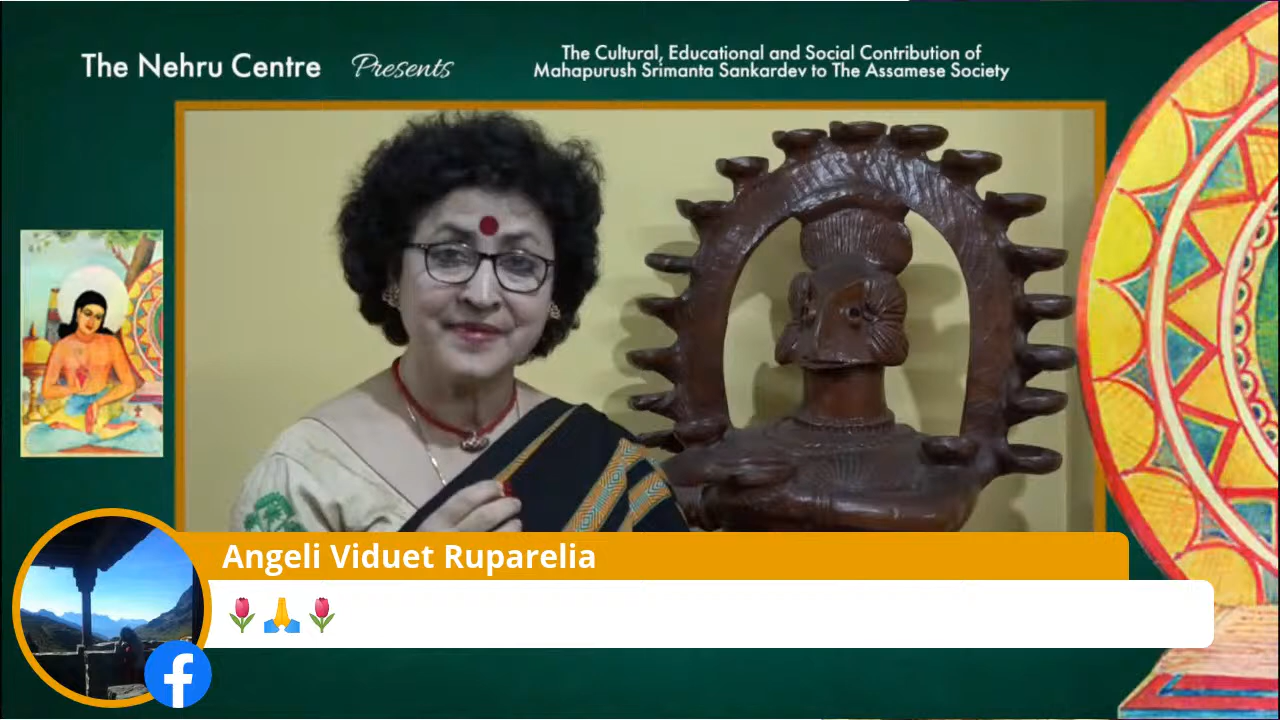 The Nehru Centre Presents
The Cultural, Educational and Social Contribution of
Mahapurush Srimanta Sankardev to The Assamese Society
Angeli Viduet Ruparelia
🌷🙏🌷